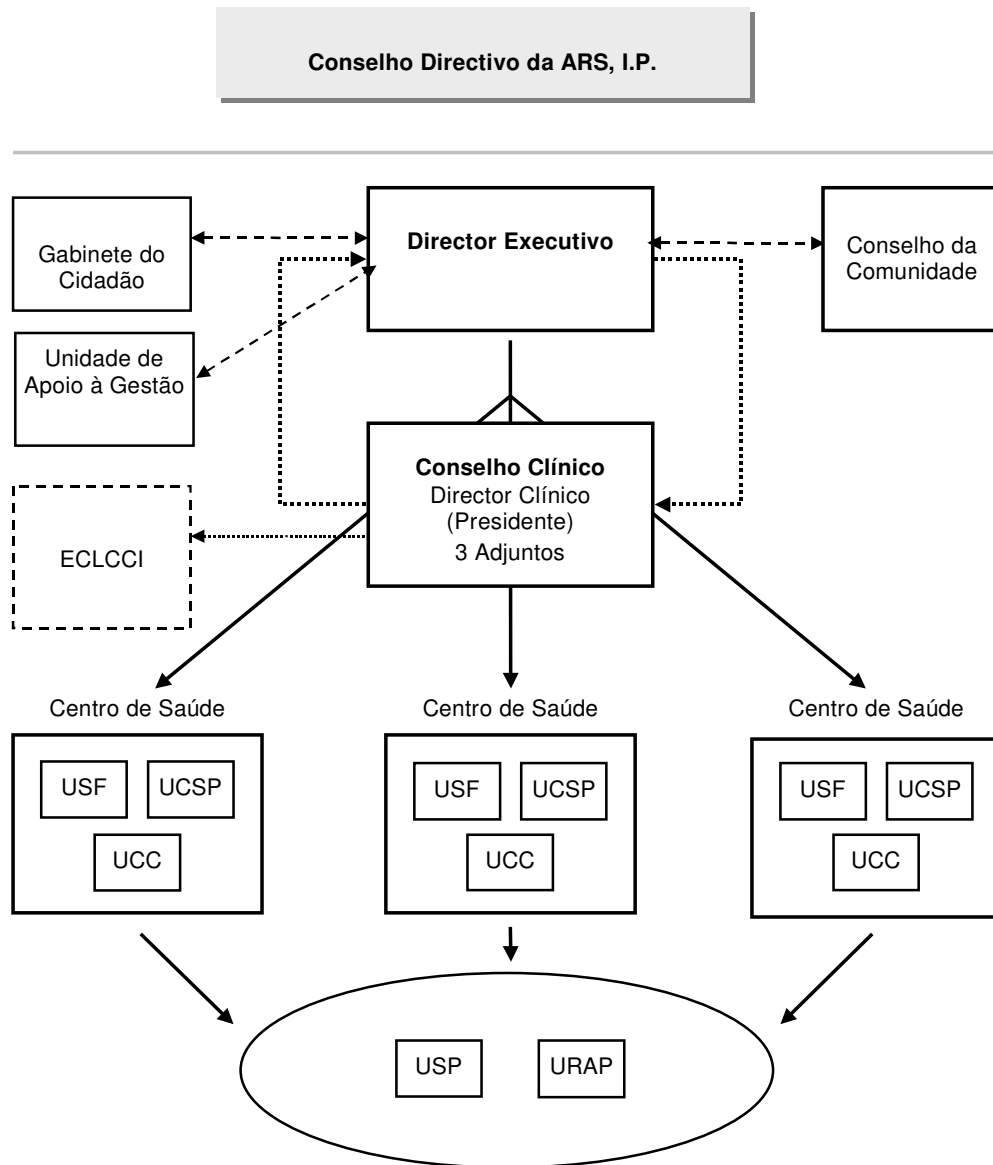 Conselho Directivo da ARS, I.P.
Gabinete do
Cidadão
Director Executivo
Conselho da
Comunidade
Unidade de
Apoio à Gestão
Conselho Clínico
Director Clínico
(Presidente)
3 Adjuntos
ECLCCI
Centro de Saúde
Centro de Saúde
Centro de Saúde
USF
UCSP
UCC
USF
UCSP
UCC
USF
UCSP
UCC
USP
URAP